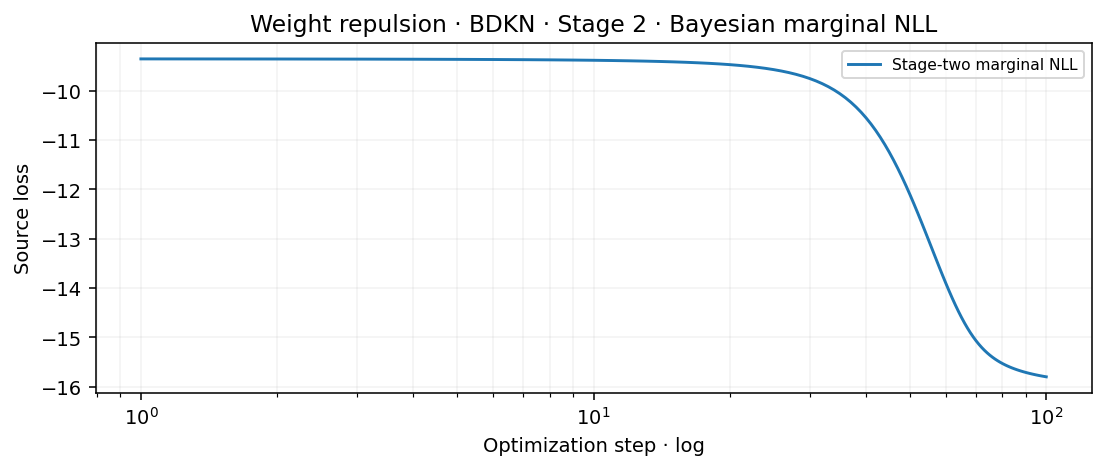 Weight repulsion · BDKN · Stage 2 · Bayesian marginal NLL
Stage-two marginal NLL
Source loss
−10
−11
−12
−13
−14
−15
−16
10⁰
10¹
10²
Optimization step · log